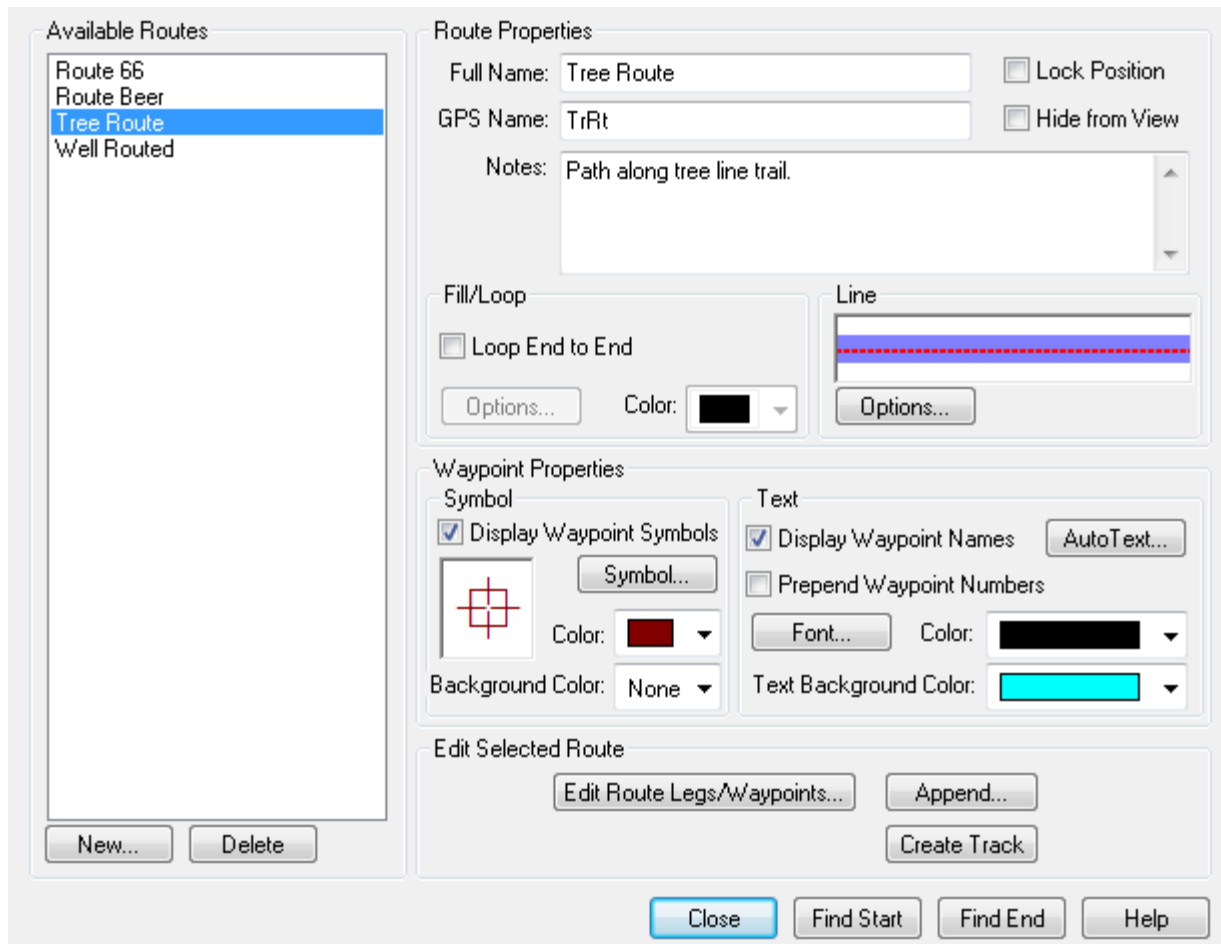 Available Routes
Route 66
Route Beer
Tree Route
Well Routed
New...
Delete
Route Properties
Full Name: Tree Route
Lock Position
GPS Name: TrRt
Hide from View
Notes: Path along tree line trail.
Fill/Loop
Loop End to End
Options...
Color:
Line
Options...
Waypoint Properties
Symbol
Display Waypoint Symbols
Symbol...
Color:
Background Color: None
Text
Display Waypoint Names
AutoText...
Prepend Waypoint Numbers
Font...
Color:
Text Background Color:
Edit Selected Route
Edit Route Legs/Waypoints...
Append...
Create Track
Close
Find Start
Find End
Help